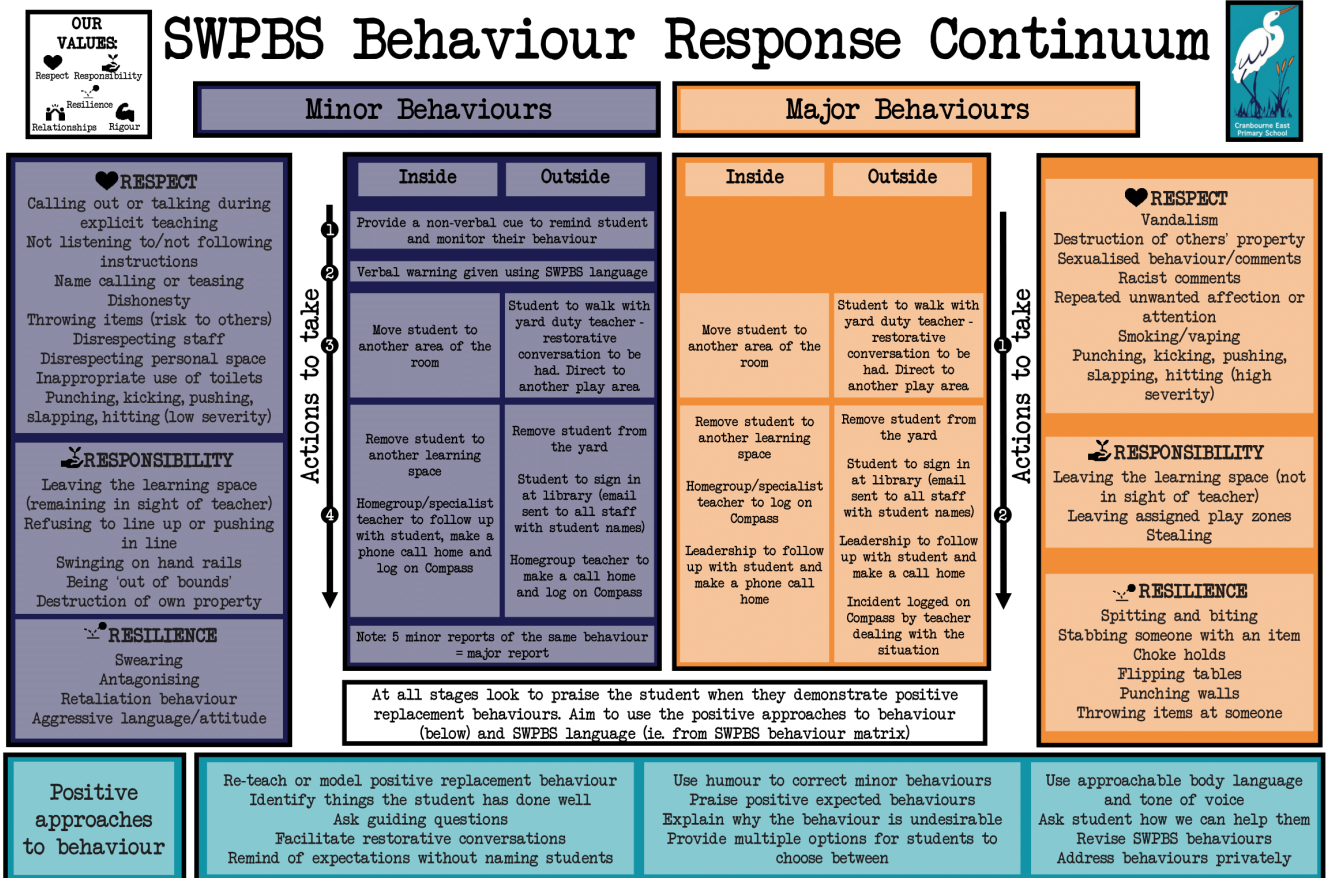 OUR
VALUES:
Respect Responsibility
Resilience
Relationships Rigour
SWPBS Behaviour Response Continuum
Cranbourne East
Primary School
Minor Behaviours
Major Behaviours
RESPECT
Calling out or talking during
explicit teaching
Not listening to/not following
instructions
Name calling or teasing
Dishonesty
Throwing items (risk to others)
Disrespecting staff
Disrespecting personal space
Inappropriate use of toilets
Punching, kicking, pushing,
slapping, hitting (low severity)
RESPONSIBILITY
Leaving the learning space
(remaining in sight of teacher)
Refusing to line up or pushing
in line
Swinging on hand rails
Being 'out of bounds'
Destruction of own property
RESILIENCE
Swearing
Antagonising
Retaliation behaviour
Aggressive language/attitude
Actions to take
1
2
3
4
Inside
Outside
Provide a non-verbal cue to remind student
and monitor their behaviour
Verbal warning given using SWPBS language
Move student to
another area of the
room
Student to walk with
yard duty teacher -
restorative
conversation to be
had. Direct to
another play area
Remove student to
another learning
space
Homegroup/specialist
teacher to follow up
with student, make a
phone call home and
log on Compass
Remove student from
the yard
Student to sign in
at library (email
sent to all staff
with student names)
Homegroup teacher to
make a call home
and log on Compass
Note: 5 minor reports of the same behaviour
= major report
Inside
Outside
Move student to
another area of the
room
Student to walk with
yard duty teacher -
restorative
conversation to be
had. Direct to
another play area
Remove student to
another learning
space
Homegroup/specialist
teacher to log on
Compass
Leadership to follow
up with student and
make a phone call
home
Remove student from
the yard
Student to sign in
at library (email
sent to all staff
with student names)
Leadership to follow
up with student and
make a call home
Incident logged on
Compass by teacher
dealing with the
situation
Actions to take
1
2
RESPECT
Vandalism
Destruction of others' property
Sexualised behaviour/comments
Racist comments
Repeated unwanted affection or
attention
Smoking/vaping
Punching, kicking, pushing,
slapping, hitting (high
severity)
RESPONSIBILITY
Leaving the learning space (not
in sight of teacher)
Leaving assigned play zones
Stealing
RESILIENCE
Spitting and biting
Stabbing someone with an item
Choke holds
Flipping tables
Punching walls
Throwing items at someone
At all stages look to praise the student when they demonstrate positive
replacement behaviours. Aim to use the positive approaches to behaviour
(below) and SWPBS language (ie. from SWPBS behaviour matrix)
Positive
approaches
to behaviour
Re-teach or model positive replacement behaviour
Identify things the student has done well
Ask guiding questions
Facilitate restorative conversations
Remind of expectations without naming students
Use humour to correct minor behaviours
Praise positive expected behaviours
Explain why the behaviour is undesirable
Provide multiple options for students to
choose between
Use approachable body language
and tone of voice
Ask student how we can help them
Revise SWPBS behaviours
Address behaviours privately